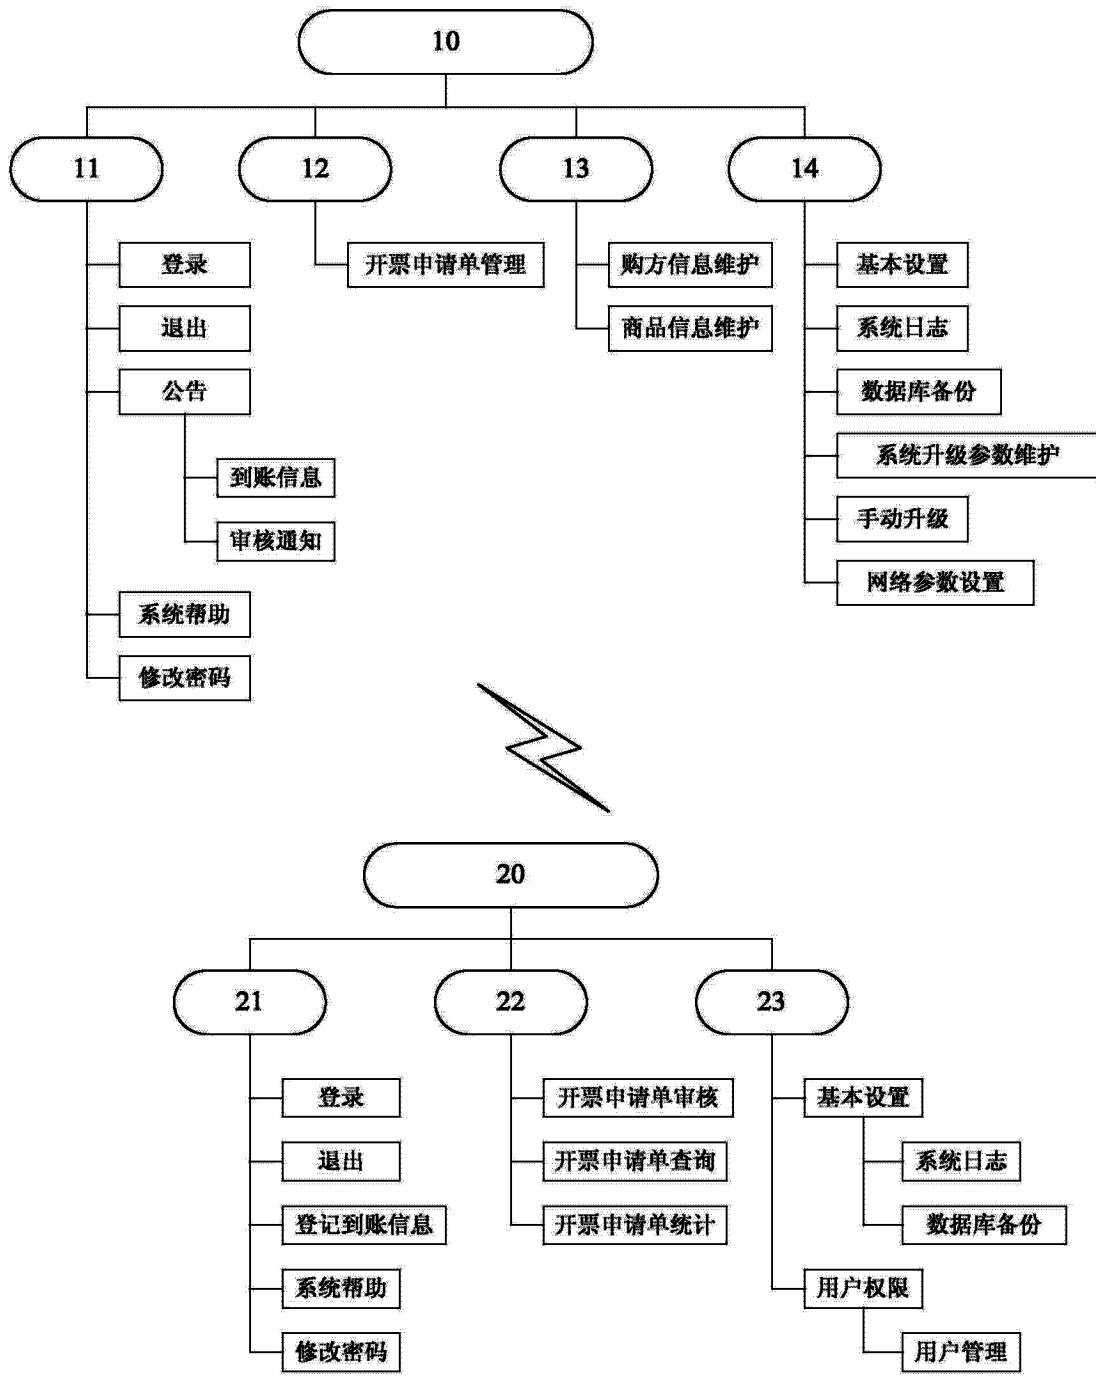 10
11
12
13
14
登录
开票申请单管理
购方信息维护
基本设置
退出
商品信息维护
系统日志
公告
数据库备份
到账信息
系统升级参数维护
审核通知
手动升级
网络参数设置
系统帮助
修改密码
20
21
22
23
登录
开票申请单审核
基本设置
退出
开票申请单查询
系统日志
登记到账信息
开票申请单统计
数据库备份
系统帮助
用户权限
修改密码
用户管理